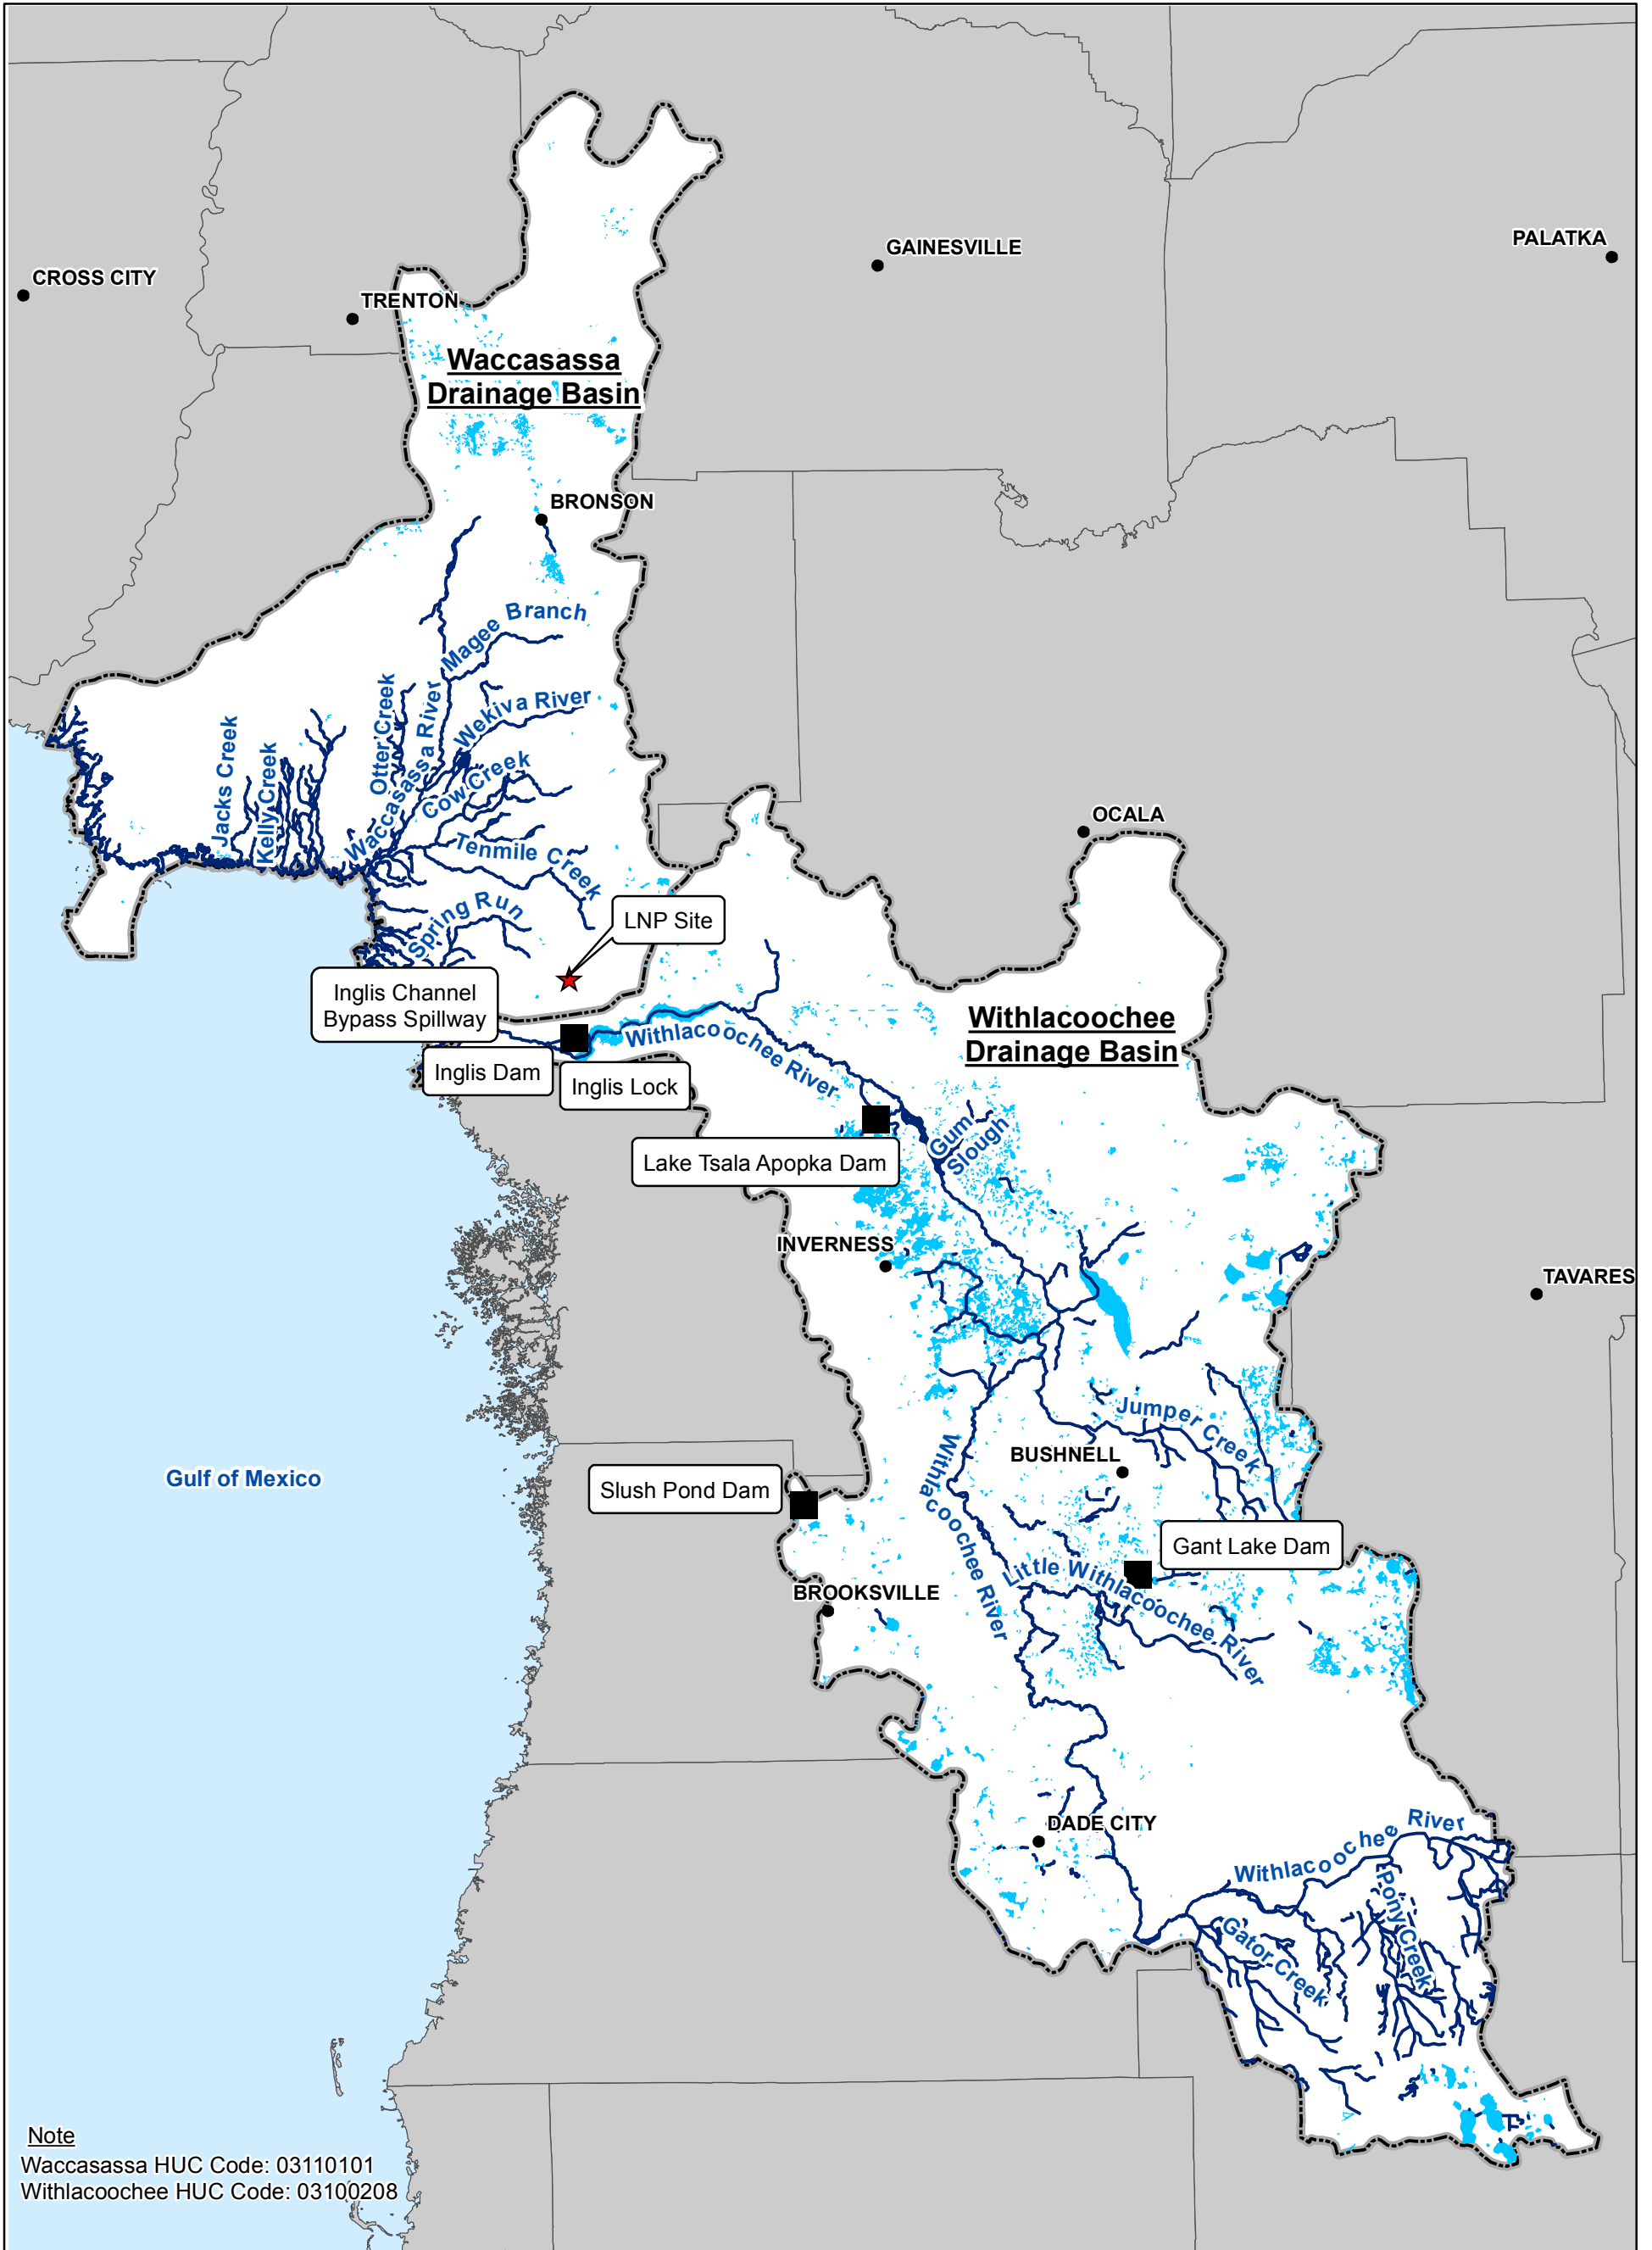 GAINESVILLE
PALATKA
CROSS CITY
TRENTON
Waccasassa
Drainage Basin
BRONSON
Magee Branch
Wekiva River
Otter Creek
Waccasassa River
Jacks Creek
Kelly Creek
Cow Creek
Tenmile Creek
OCALA
Spring Run
LNP Site
Inglis Channel
Bypass Spillway
Withlacoochee
Drainage Basin
Withlacoochee River
Inglis Dam
Inglis Lock
Gum
Slough
Lake Tsala Apopka Dam
INVERNESS
TAVARES
Jumper Creek
Withlacoochee River
BUSHNELL
Gulf of Mexico
Slush Pond Dam
Gant Lake Dam
Little Withlacoochee River
BROOKSVILLE
DADE CITY
Withlacoochee River
Pony Creek
Gator Creek
Note
Waccasassa HUC Code: 03110101
Withlacoochee HUC Code: 03100208